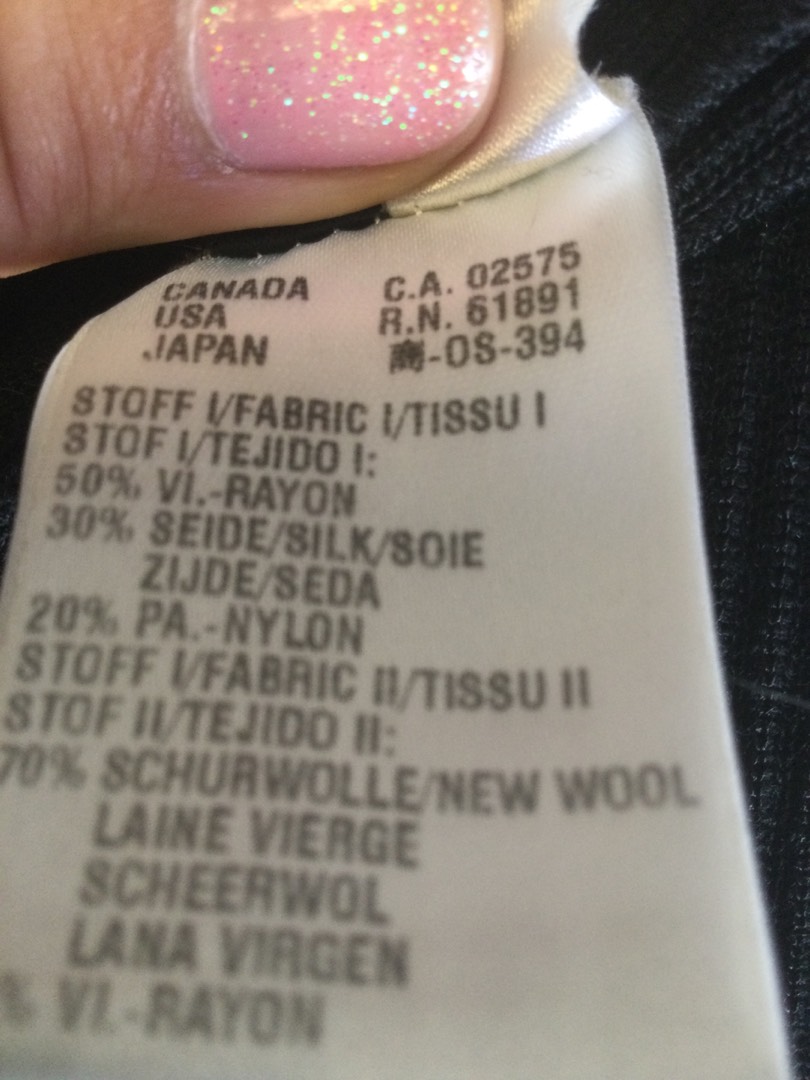 CANADA C.A. 02575
USA R.N. 61891
JAPAN 商-OS-394
STOFF I/FABRIC I/TISSU I
STOF I/TEJIDO I:
50% VI.-RAYON
30% SEIDE/SILK/SOIE
ZIJDE/SEDA
20% PA.-NYLON
STOFF I/FABRIC II/TISSU II
STOF II/TEJIDO II:
70% SCHURWOLLE/NEW WOOL
LAINE VIERGE
SCHEERWOL
LANA VIRGEN
% VI.-RAYON